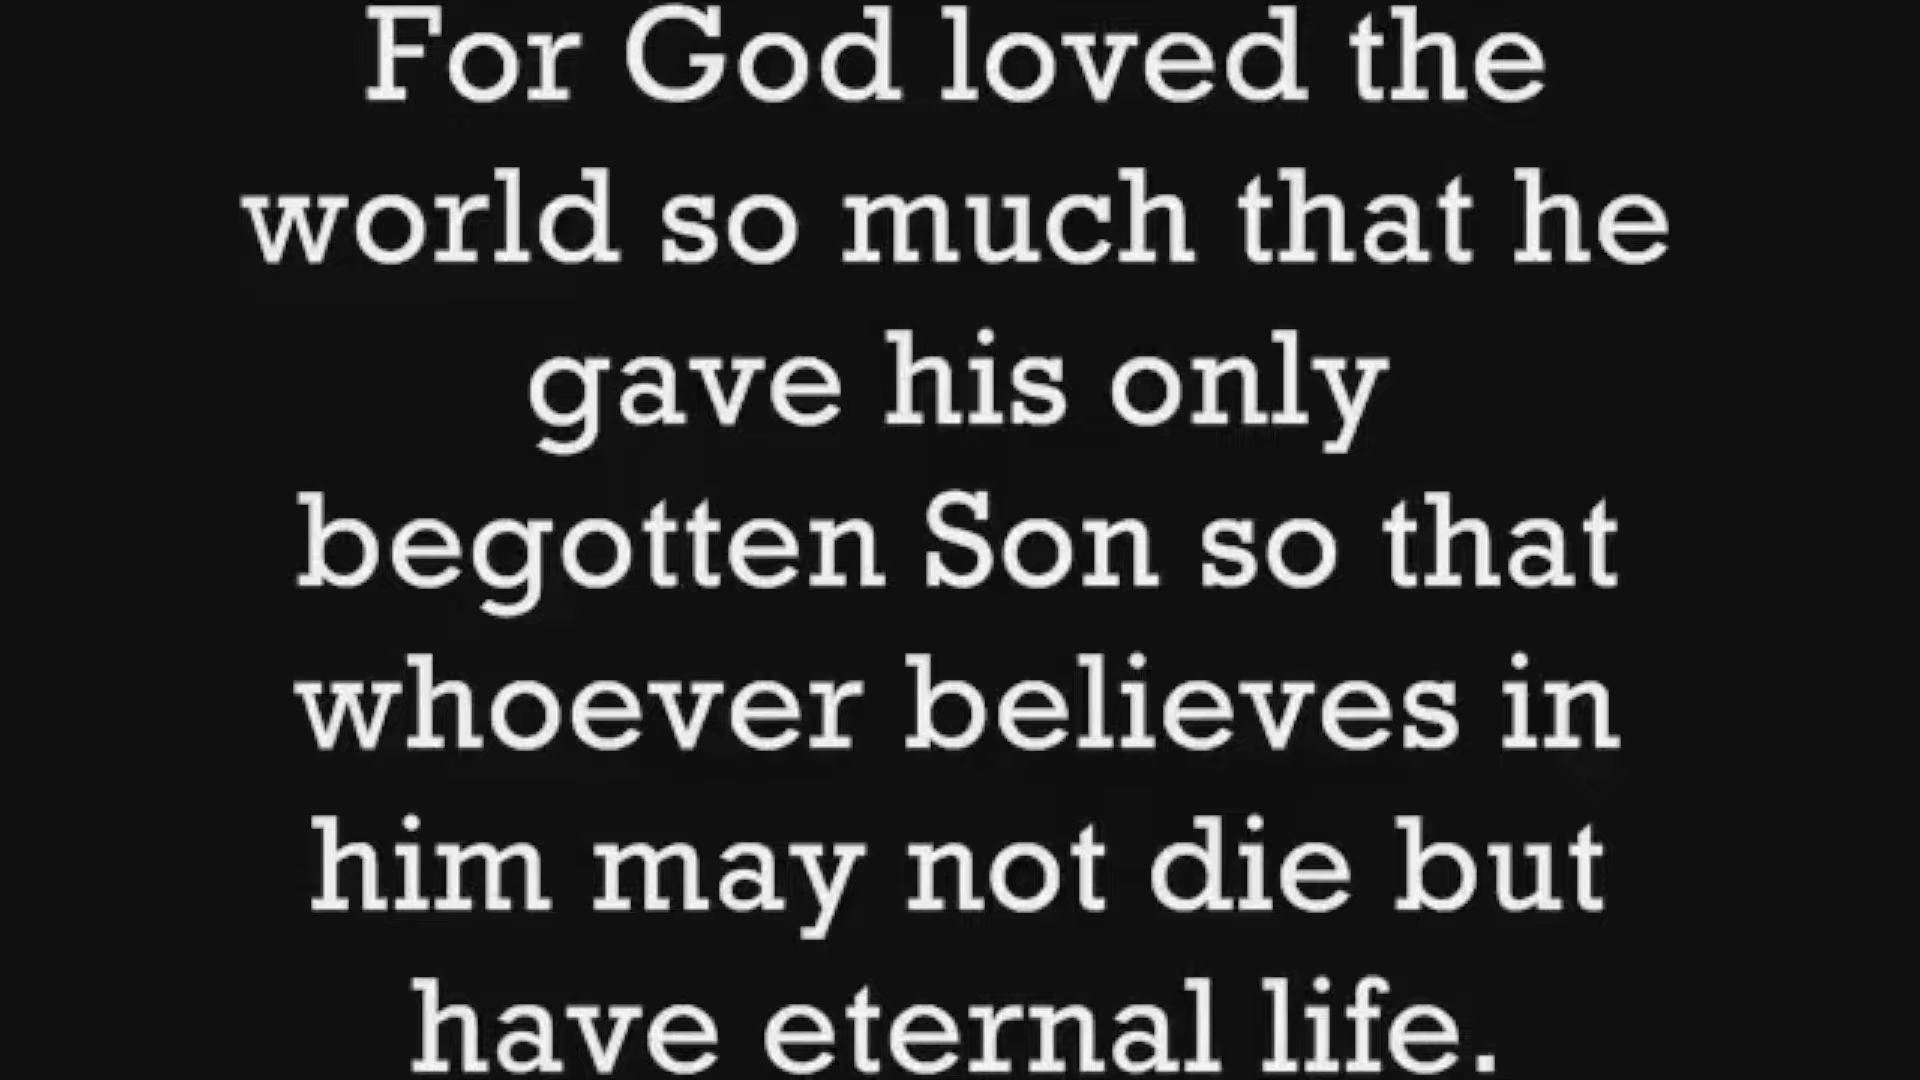 For God loved the
world so much that he
gave his only
begotten Son so that
whoever believes in
him may not die but
have eternal life.